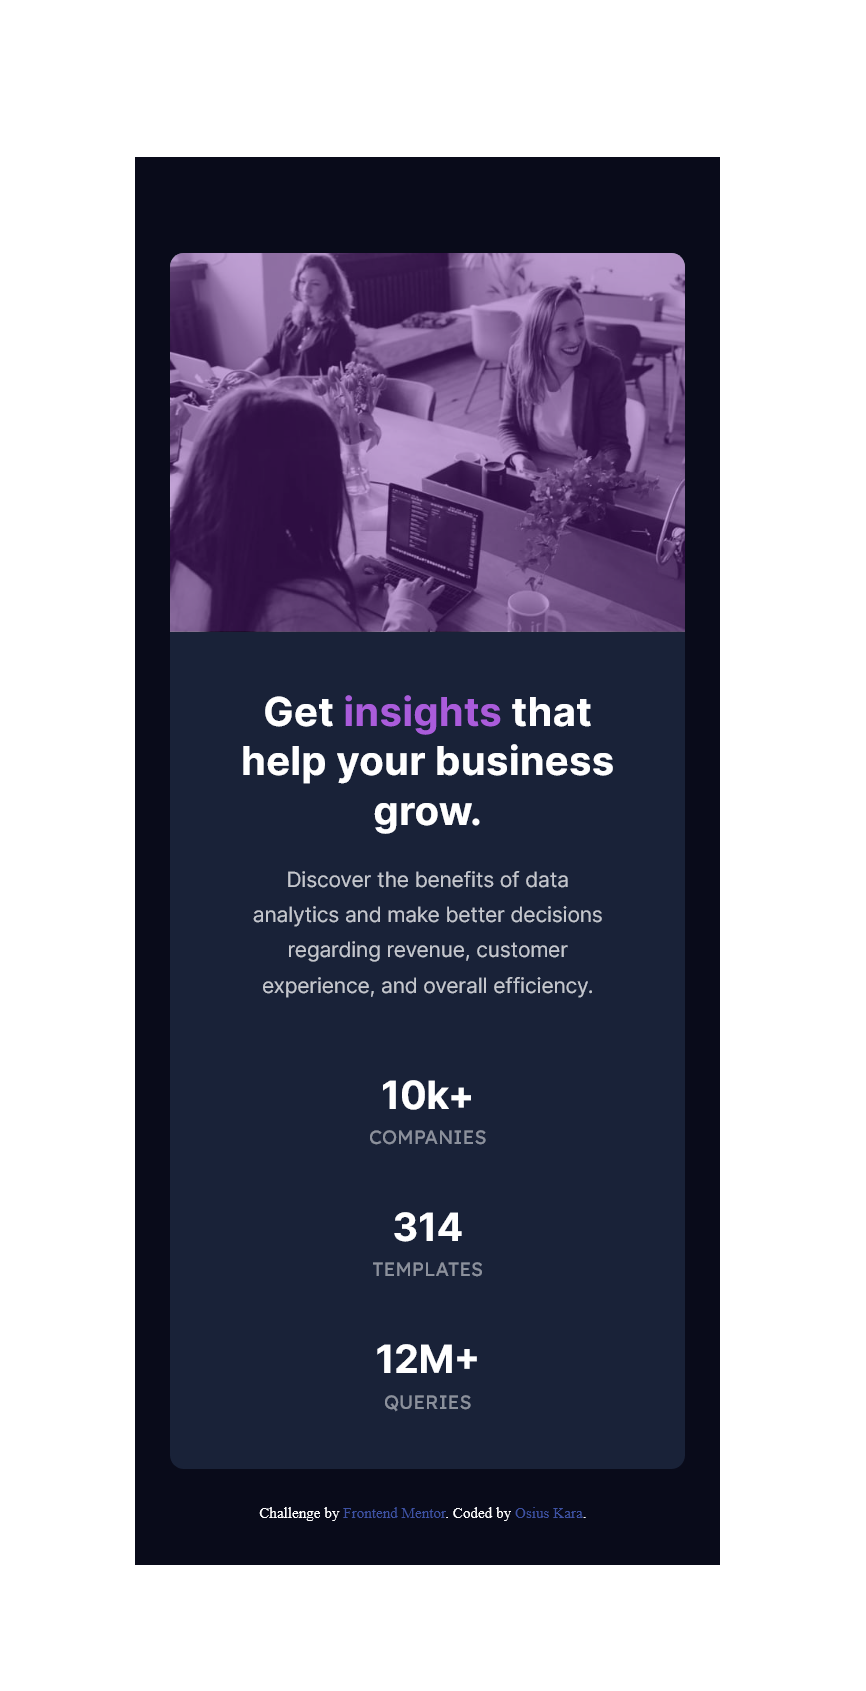 Get insights that
help your business
grow.
Discover the benefits of data
analytics and make better decisions
regarding revenue, customer
experience, and overall efficiency.
10k+
COMPANIES
314
TEMPLATES
12M+
QUERIES
Challenge by Frontend Mentor. Coded by Osius Kara.